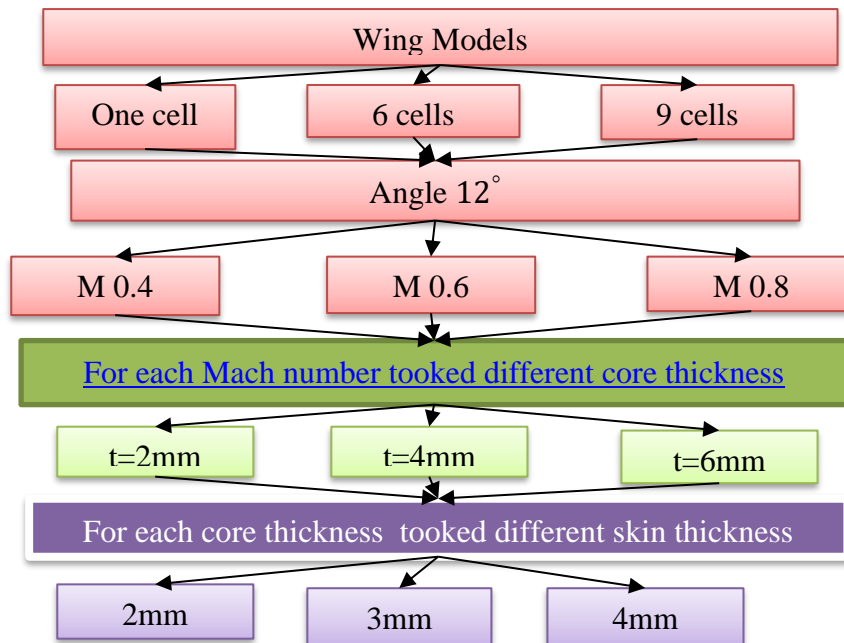 Wing Models
One cell
6 cells
9 cells
Angle 12°
M 0.4
M 0.6
M 0.8
For each Mach number tooked different core thickness
t=2mm
t=4mm
t=6mm
For each core thickness tooked different skin thickness
2mm
3mm
4mm